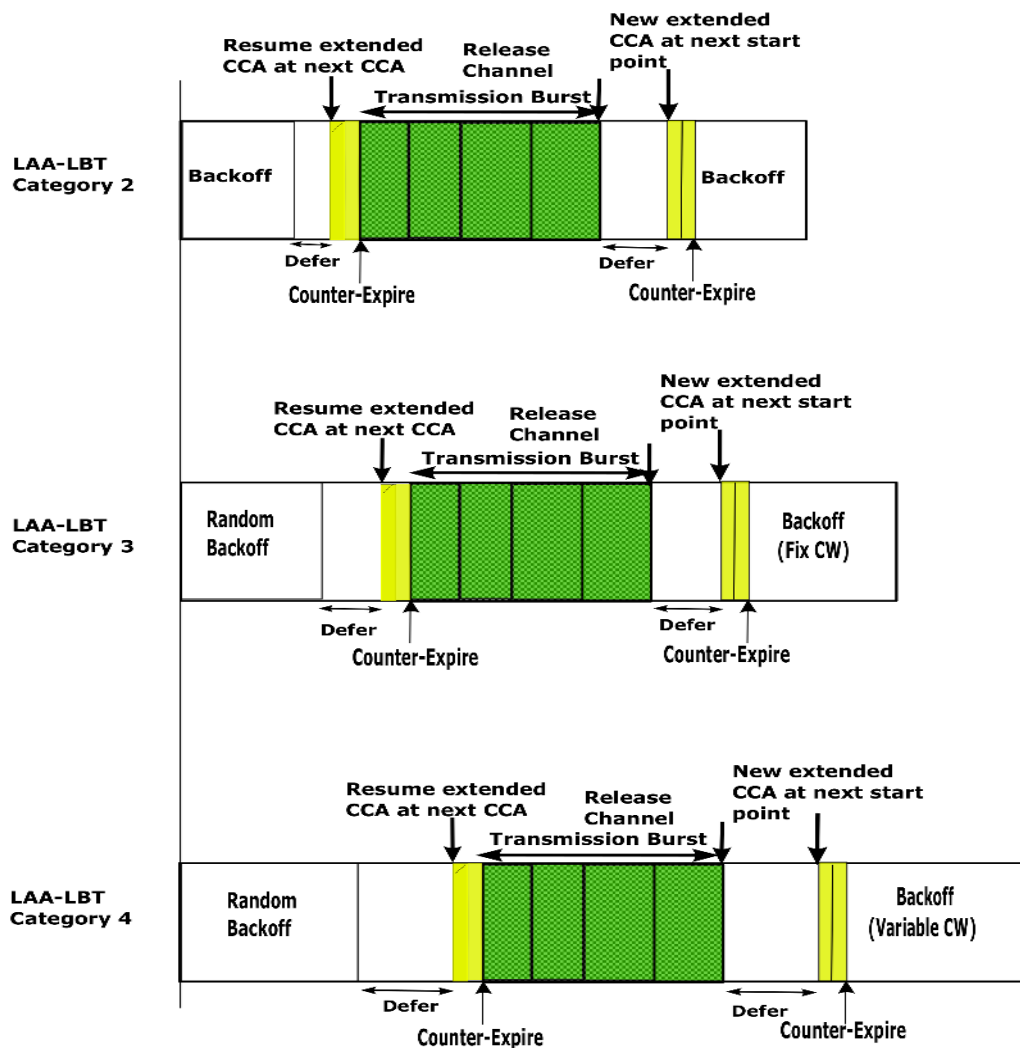 New extended
CCA at next start
point
Resume extended
CCA at next CCA
Release
Channel
Transmission Burst
LAA-LBT
Category 2
Backoff
Backoff
Defer
Defer
Counter-Expire
Counter-Expire
New extended
CCA at next start
point
Resume extended
CCA at next CCA
Release
Channel
Transmission Burst
LAA-LBT
Category 3
Random
Backoff
Backoff
(Fix CW)
Defer
Defer
Counter-Expire
Counter-Expire
New extended
CCA at next start
point
Resume extended
CCA at next CCA
Release
Channel
Transmission Burst
LAA-LBT
Category 4
Random
Backoff
Backoff
(Variable CW)
Defer
Defer
Counter-Expire
Counter-Expire